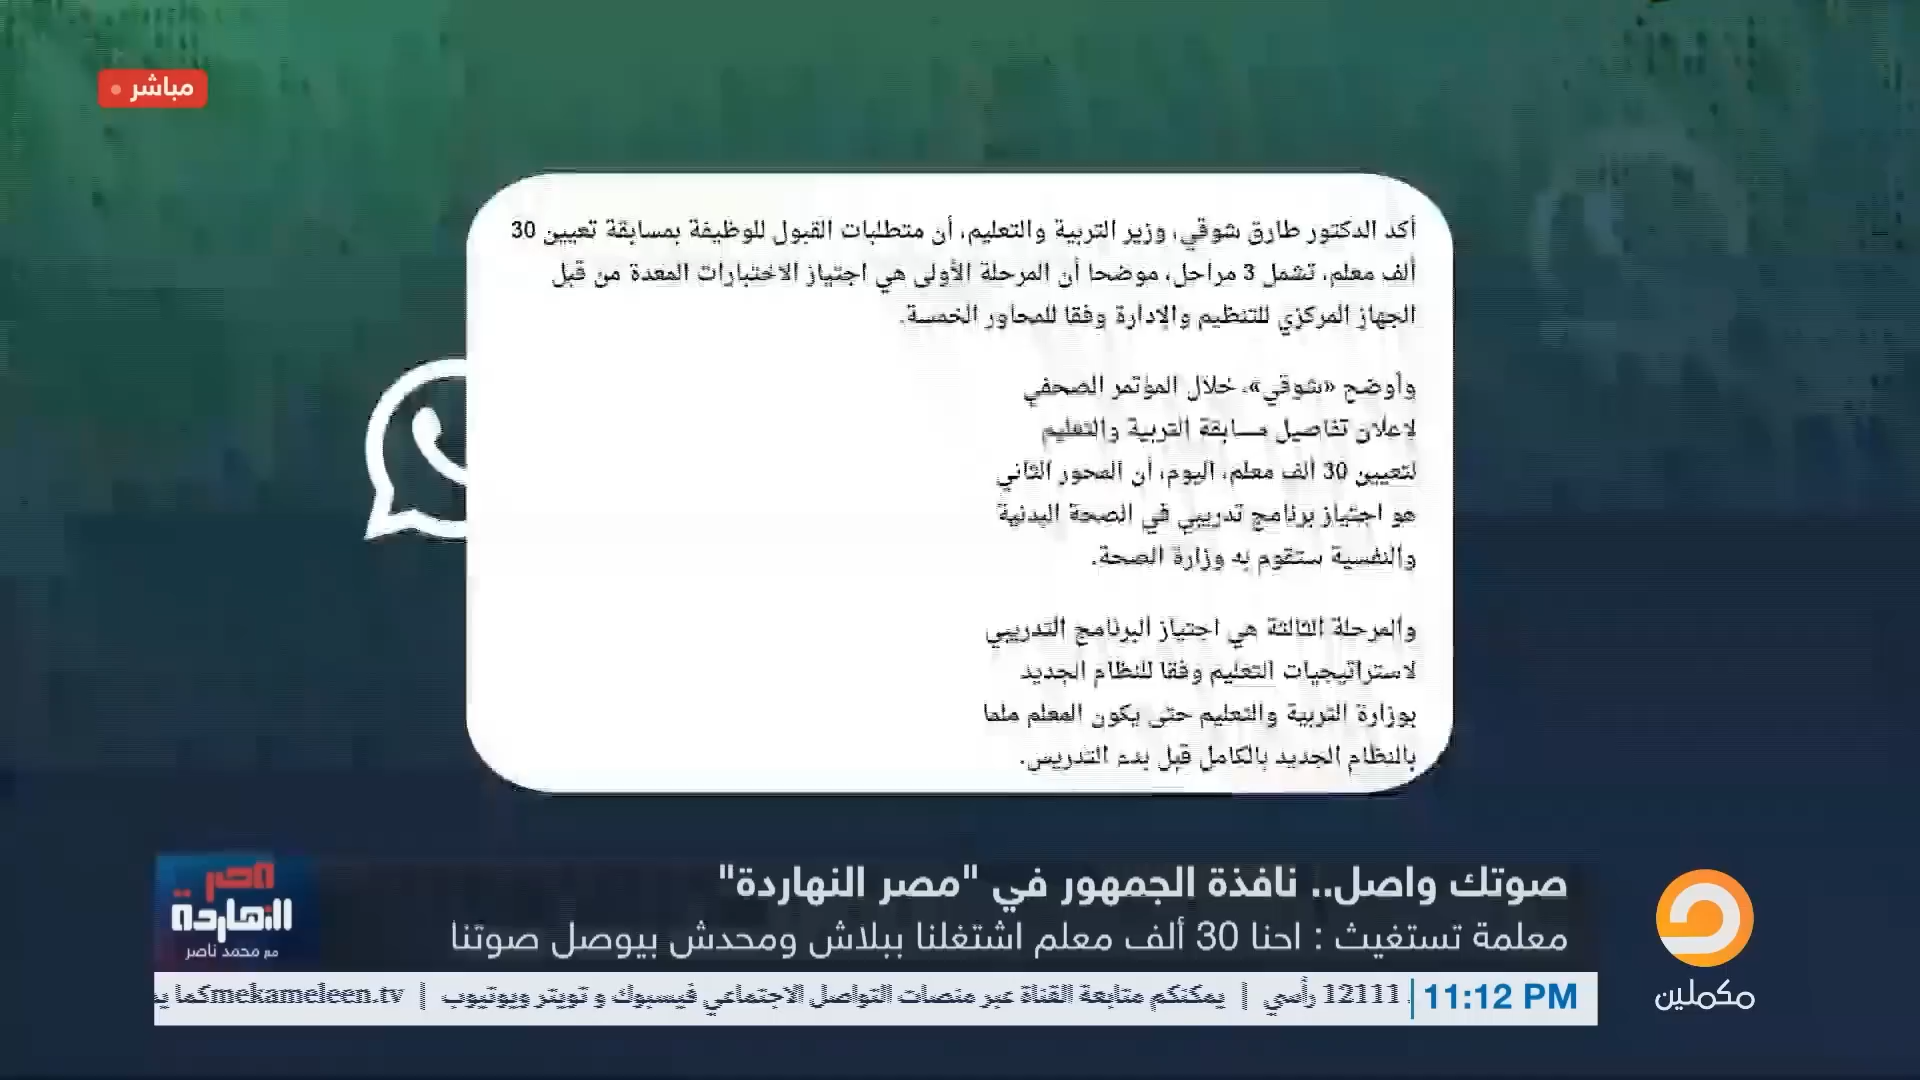 مباشر
أكد الدكتور طارق شوقي، وزير التربية والتعليم، أن متطلبات القبول للوظيفة بمسابقة تعيين 30
ألف معلم، تشمل 3 مراحل، موضحا أن المرحلة الأولى هي اجتياز الاختبارات المعدة من قبل
الجهاز المركزي للتنظيم والإدارة وفقا للمحاور الخمسة.
وأوضح «شوقي»، خلال المؤتمر الصحفي
لإعلان تفاصيل مسابقة التربية والتعليم
لتعيين 30 ألف معلم، اليوم، أن المحور الثاني
هو اجتياز برنامج تدريبي في الصحة البدنية
والنفسية ستقوم به وزارة الصحة.
والمرحلة الثالثة هي اجتياز البرنامج التدريبي
لاستراتيجيات التعليم وفقا للنظام الجديد
بوزارة التربية والتعليم حتى يكون المعلم ملما
بالنظام الجديد بالكامل قبل بدء التدريس.
صوتك واصل.. نافذة الجمهور في "مصر النهاردة"
معلمة تستغيث : احنا 30 ألف معلم اشتغلنا ببلاش ومحدش بيوصل صوتنا
مصر
النهاردة
مع محمد ناصر
11:12 PM
12111 رأسي | يمكنكم متابعة القناة عبر منصات التواصل الاجتماعي فيسبوك و تويتر ويوتيوب | mekameleen.tv كما
مكملين